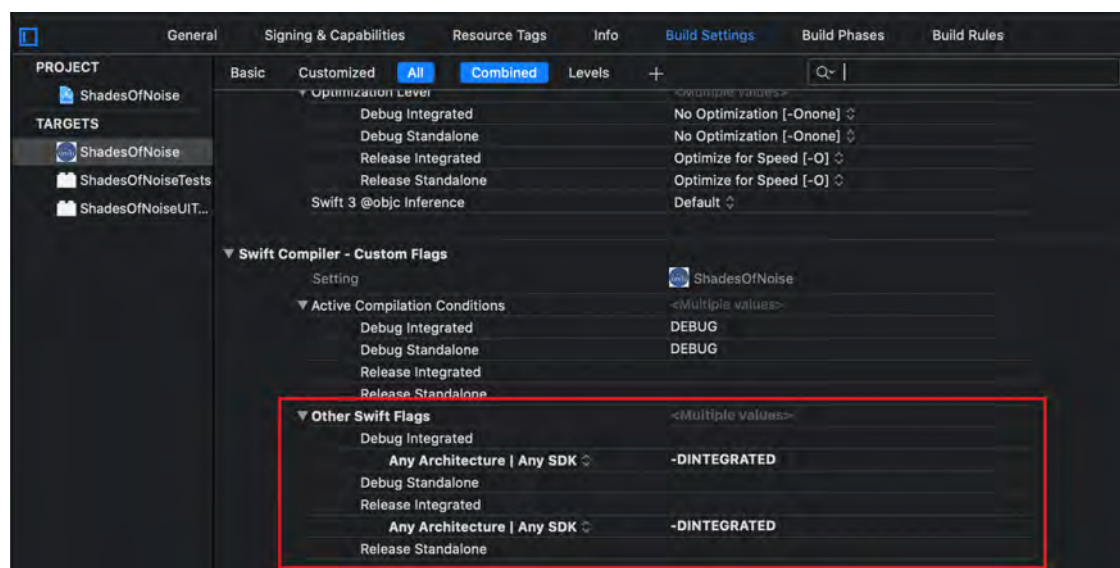 General Signing & Capabilities Resource Tags Info Build Settings Build Phases Build Rules
PROJECT
ShadesOfNoise
TARGETS
ShadesOfNoise
ShadesOfNoiseTests
ShadesOfNoiseUIT...
Basic Customized All Combined Levels +
Optimization Level <Multiple values>
Debug Integrated No Optimization [-Onone]
Debug Standalone No Optimization [-Onone]
Release Integrated Optimize for Speed [-O]
Release Standalone Optimize for Speed [-O]
Swift 3 @objc Inference Default
Swift Compiler - Custom Flags
Setting ShadesOfNoise
Active Compilation Conditions <Multiple values>
Debug Integrated DEBUG
Debug Standalone DEBUG
Release Integrated
Release Standalone
Other Swift Flags <Multiple values>
Debug Integrated
Any Architecture | Any SDK -DINTEGRATED
Debug Standalone
Release Integrated
Any Architecture | Any SDK -DINTEGRATED
Release Standalone